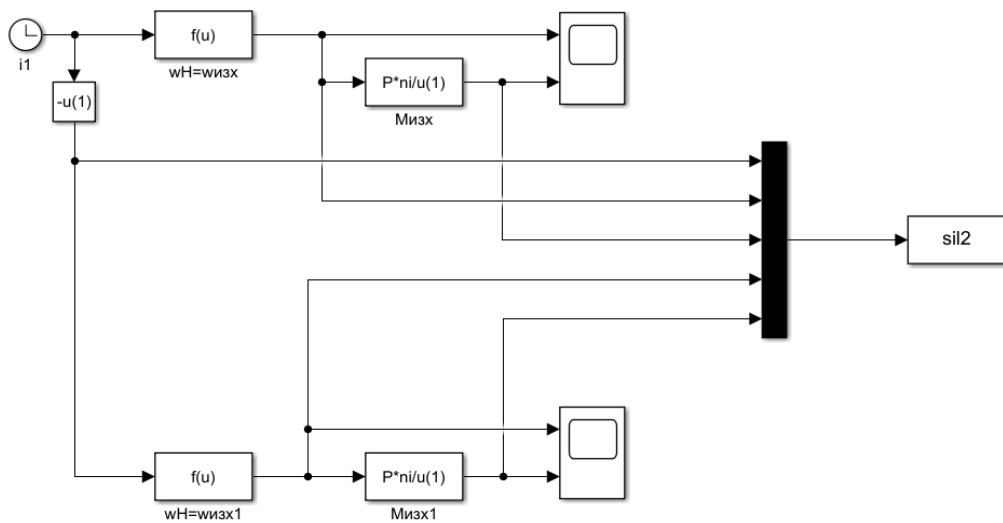 f(u)
i1
wH=wизх
P*ni/u(1)
Mизх
-u(1)
sil2
f(u)
wH=wизх1
P*ni/u(1)
Mизх1